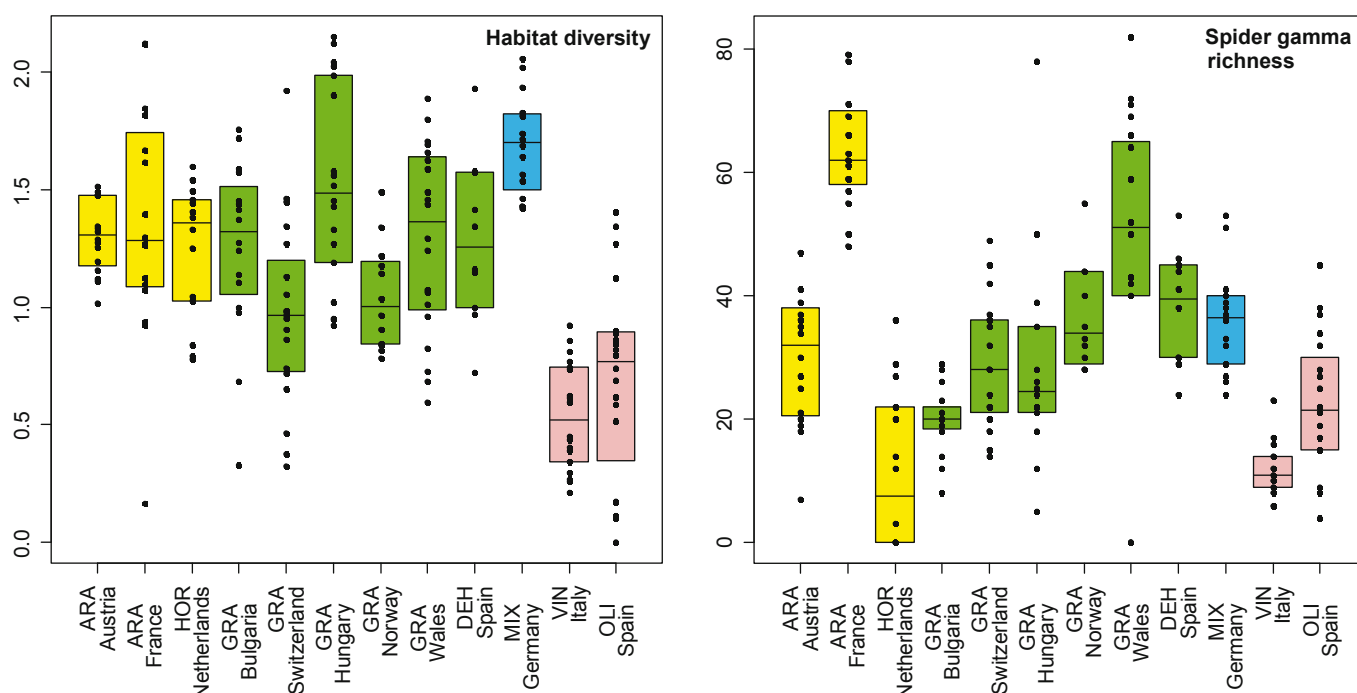 Habitat diversity
2.0
1.5
1.0
0.5
0.0
ARA
Austria
ARA
France
HOR
Netherlands
GRA
Bulgaria
GRA
Switzerland
GRA
Hungary
GRA
Norway
GRA
Wales
DEH
Spain
MIX
Germany
VIN
Italy
OLI
Spain
Spider gamma
richness
80
60
40
20
0
ARA
Austria
ARA
France
HOR
Netherlands
GRA
Bulgaria
GRA
Switzerland
GRA
Hungary
GRA
Norway
GRA
Wales
DEH
Spain
MIX
Germany
VIN
Italy
OLI
Spain